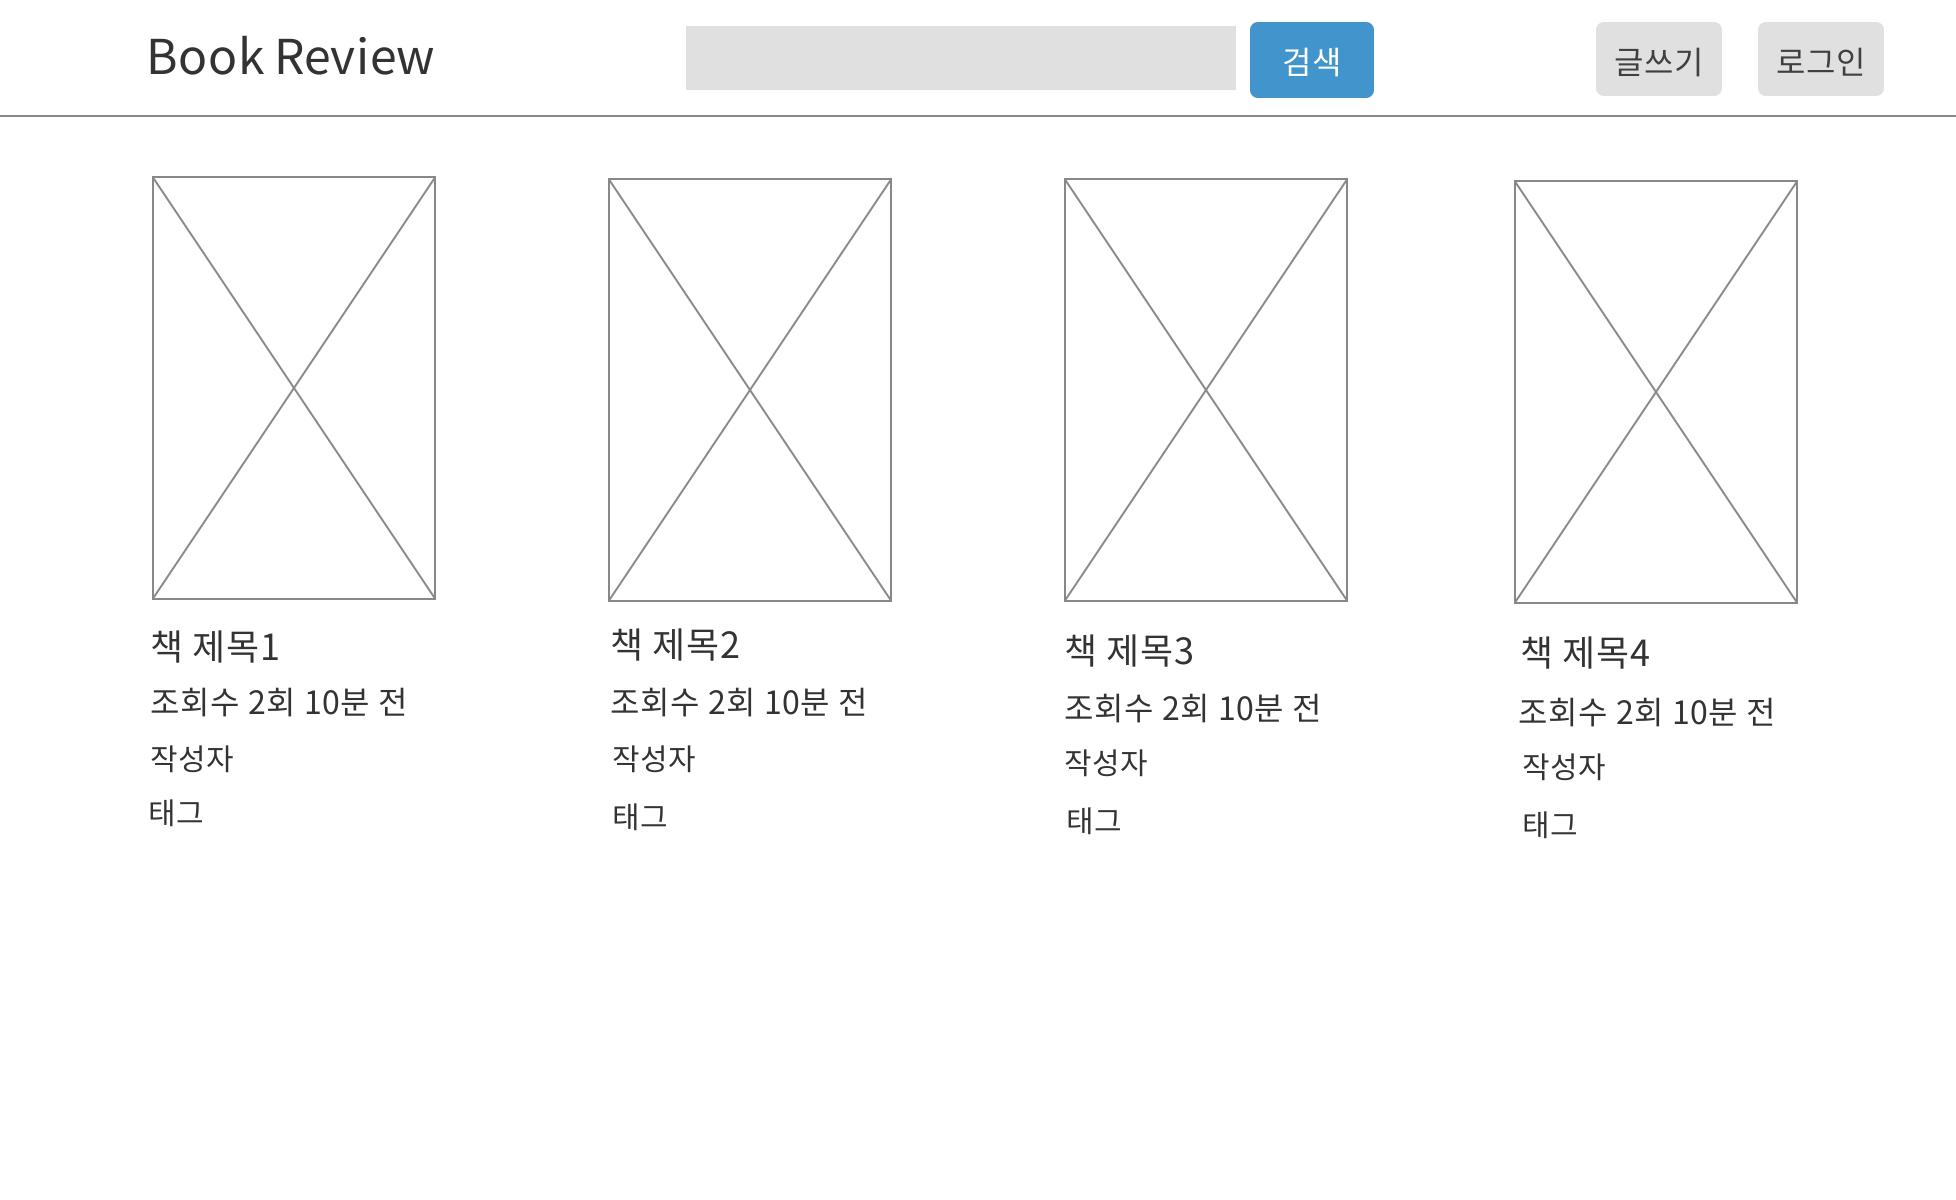 Book Review
검색
글쓰기
로그인
책 제목1
조회수 2회 10분 전
작성자
태그
책 제목2
조회수 2회 10분 전
작성자
태그
책 제목3
조회수 2회 10분 전
작성자
태그
책 제목4
조회수 2회 10분 전
작성자
태그